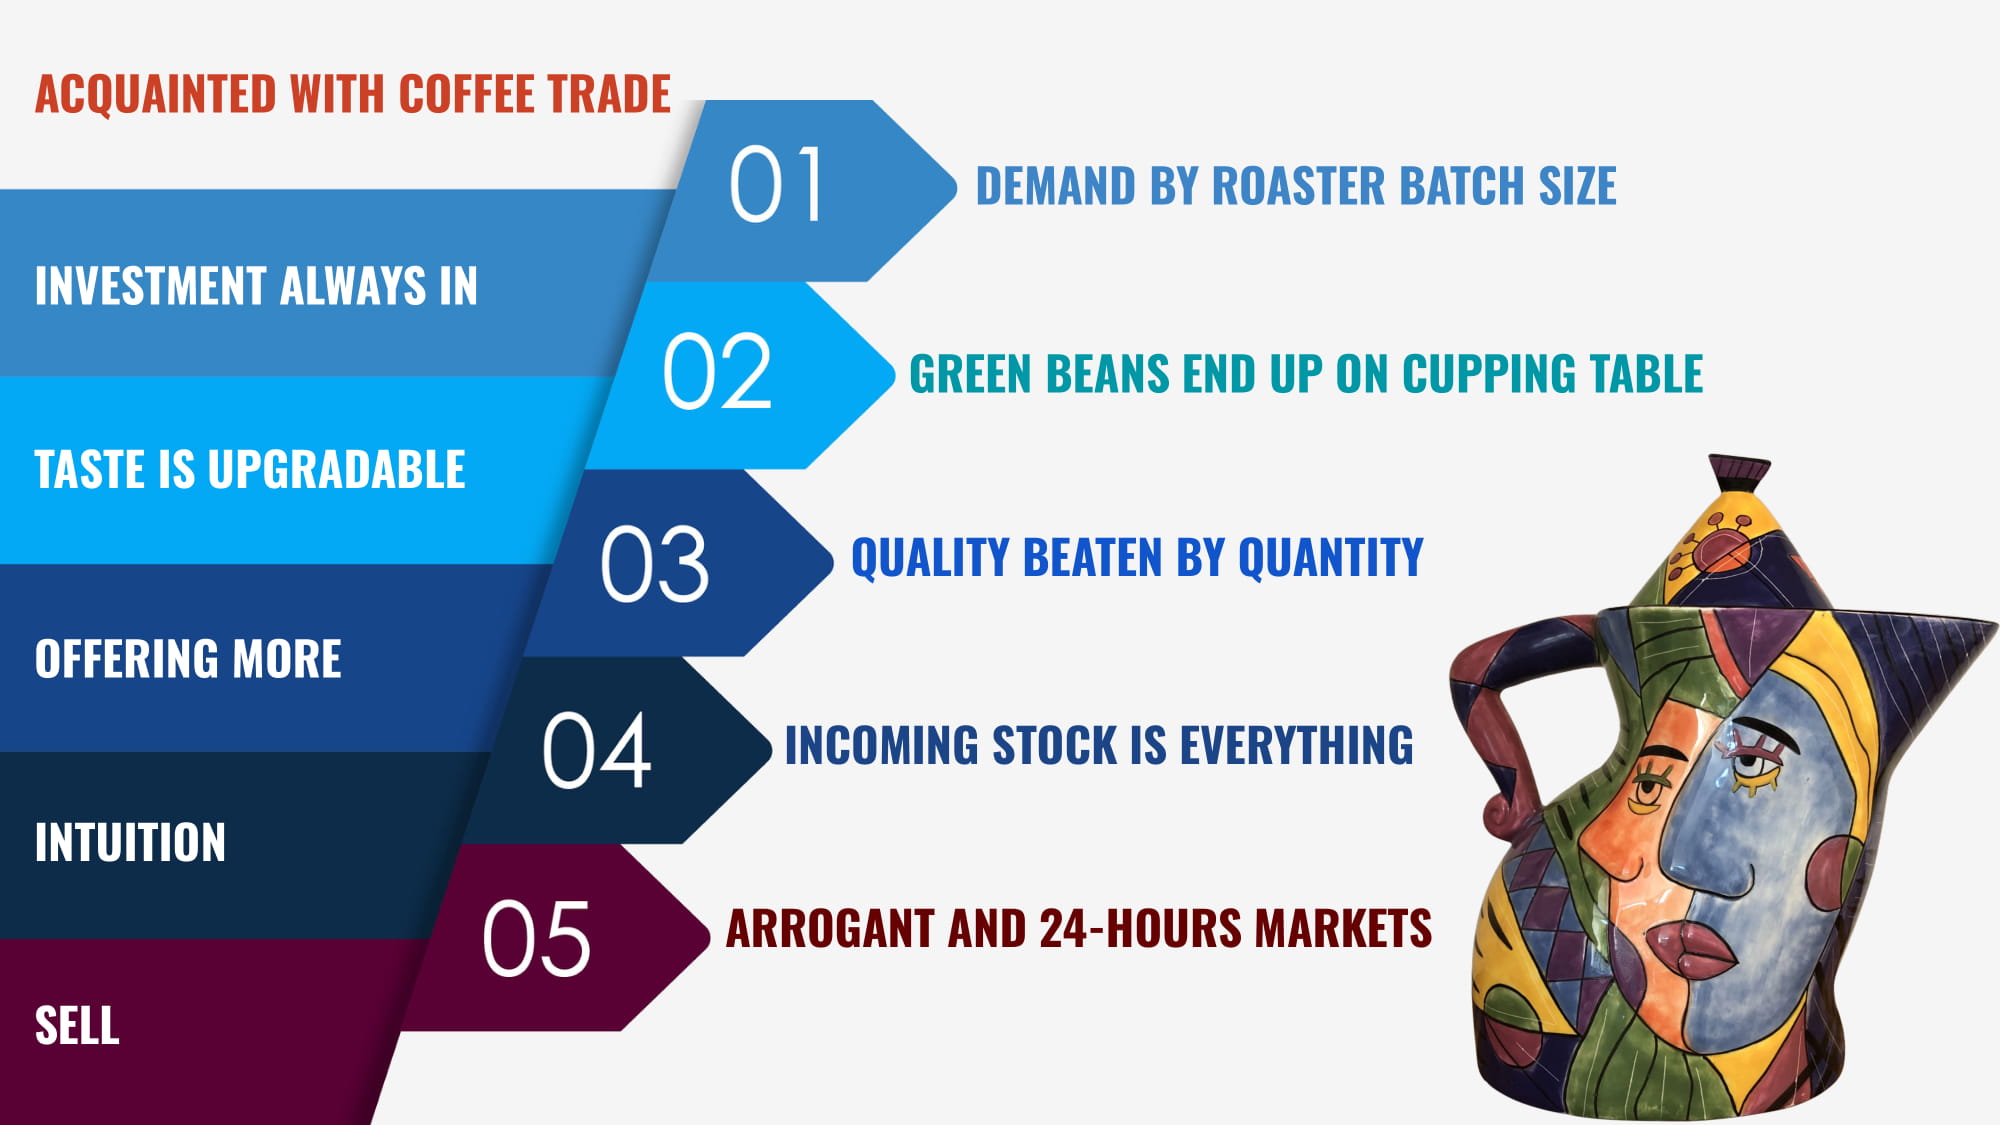 ACQUAINTED WITH COFFEE TRADE
INVESTMENT ALWAYS IN
01
DEMAND BY ROASTER BATCH SIZE
TASTE IS UPGRADABLE
02
GREEN BEANS END UP ON CUPPING TABLE
OFFERING MORE
03
QUALITY BEATEN BY QUANTITY
INTUITION
04
INCOMING STOCK IS EVERYTHING
SELL
05
ARROGANT AND 24-HOURS MARKETS